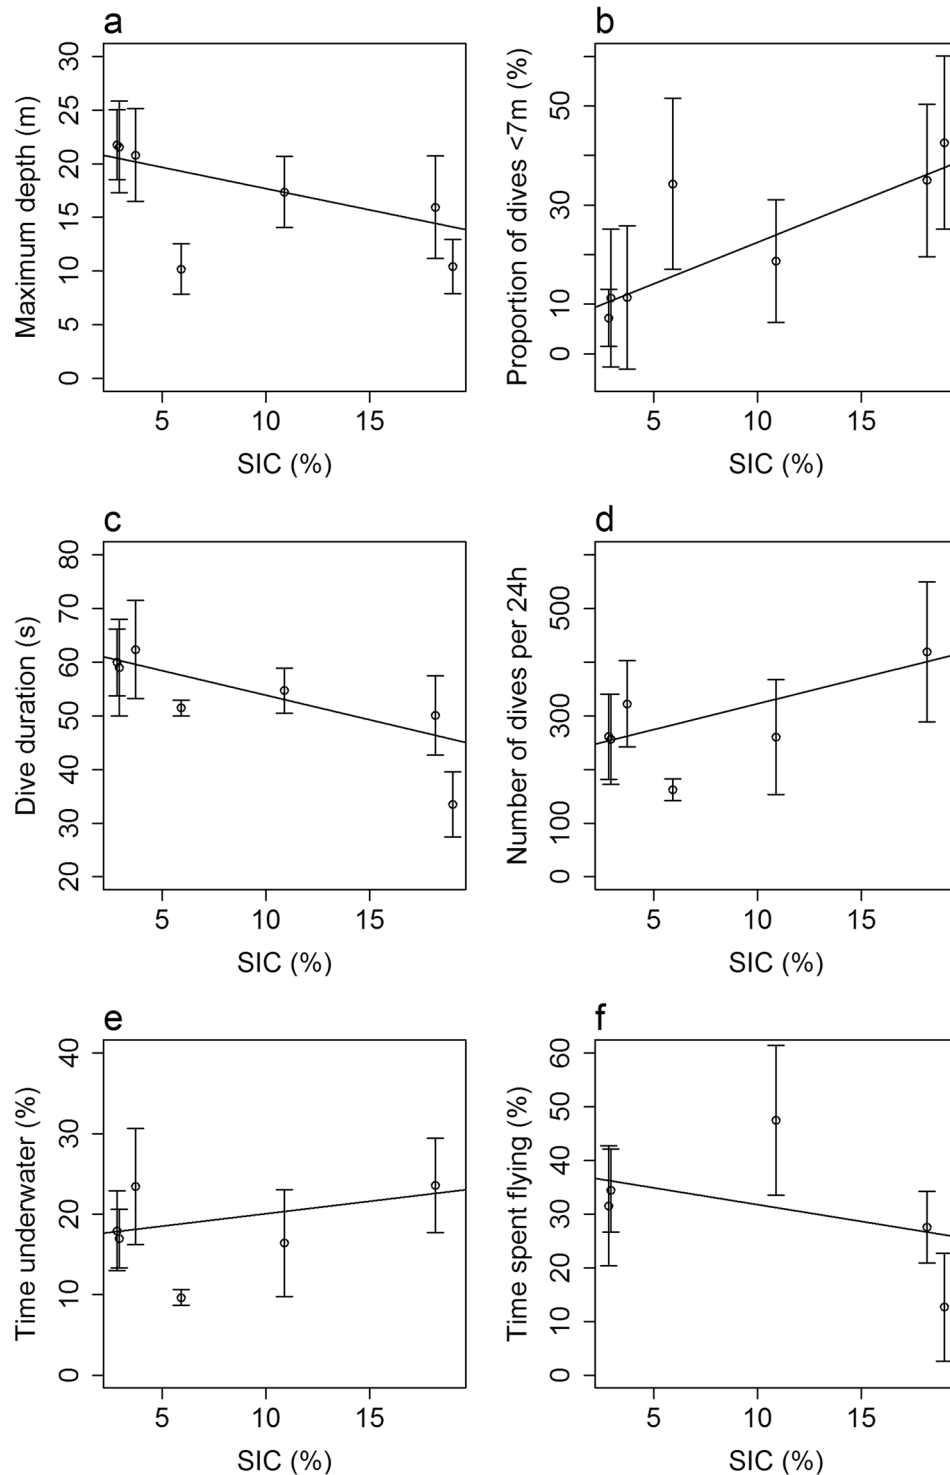 a
Maximum depth (m)
30
25
20
15
10
5
0
5 10 15
SIC (%)
b
Proportion of dives <7m (%)
50
30
10
0
5 10 15
SIC (%)
c
Dive duration (s)
80
70
60
50
40
30
20
5 10 15
SIC (%)
d
Number of dives per 24h
500
300
100
0
5 10 15
SIC (%)
e
Time underwater (%)
40
30
20
10
0
5 10 15
SIC (%)
f
Time spent flying (%)
60
50
40
30
20
10
0
5 10 15
SIC (%)